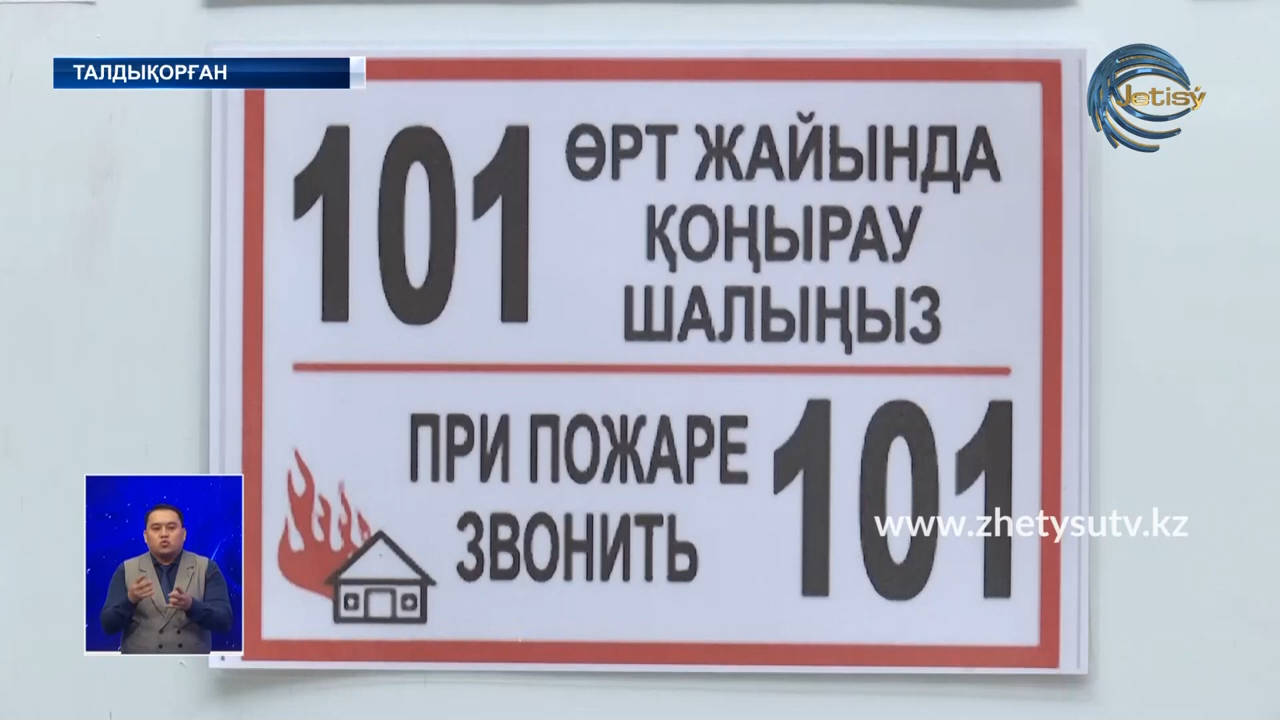 ТАЛДЫҚОРҒАН
Jetisý
101
ӨРТ ЖАЙЫНДА
ҚОҢЫРАУ
ШАЛЫҢЫЗ
ПРИ ПОЖАРЕ
ЗВОНИТЬ
101
www.zhetysutv.kz